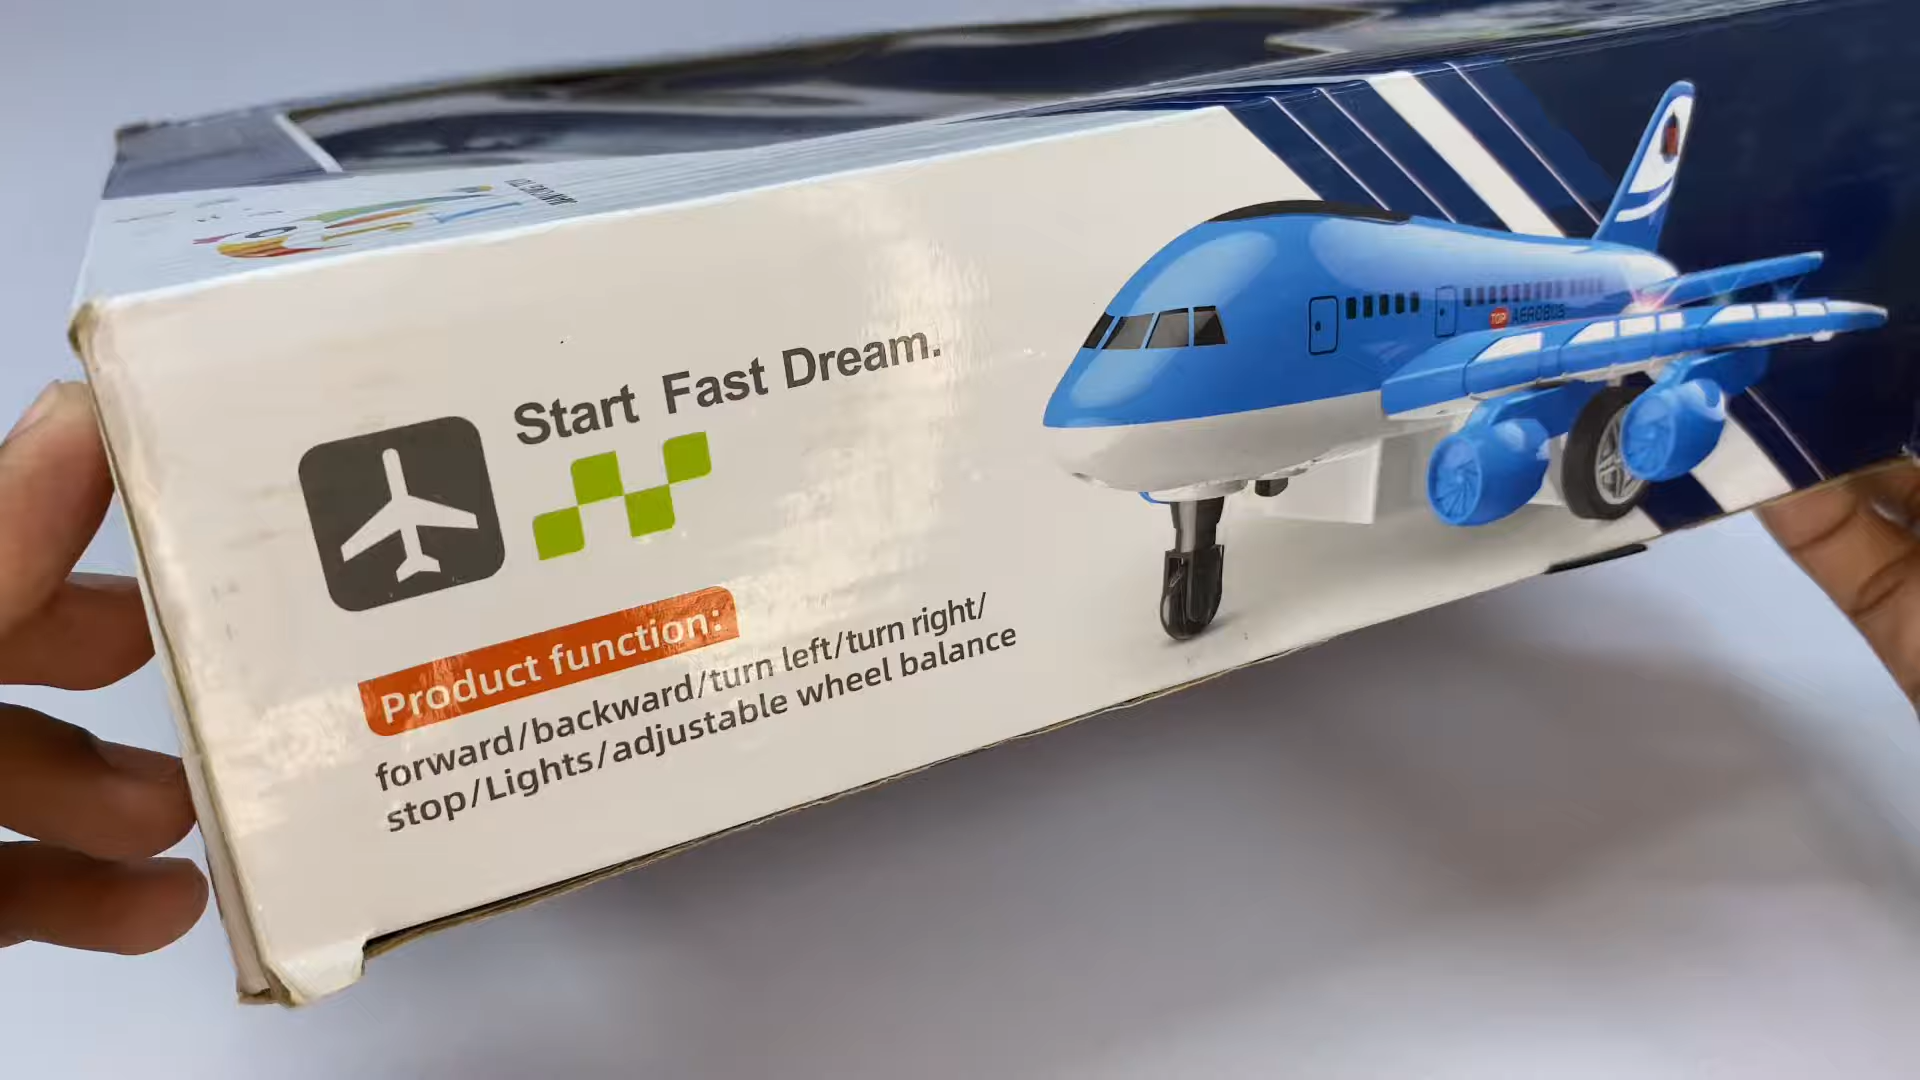 Start Fast Dream.
Product function:
forward/backward/turn left/turn right/
stop/Lights/adjustable wheel balance
TOP AEROBUS